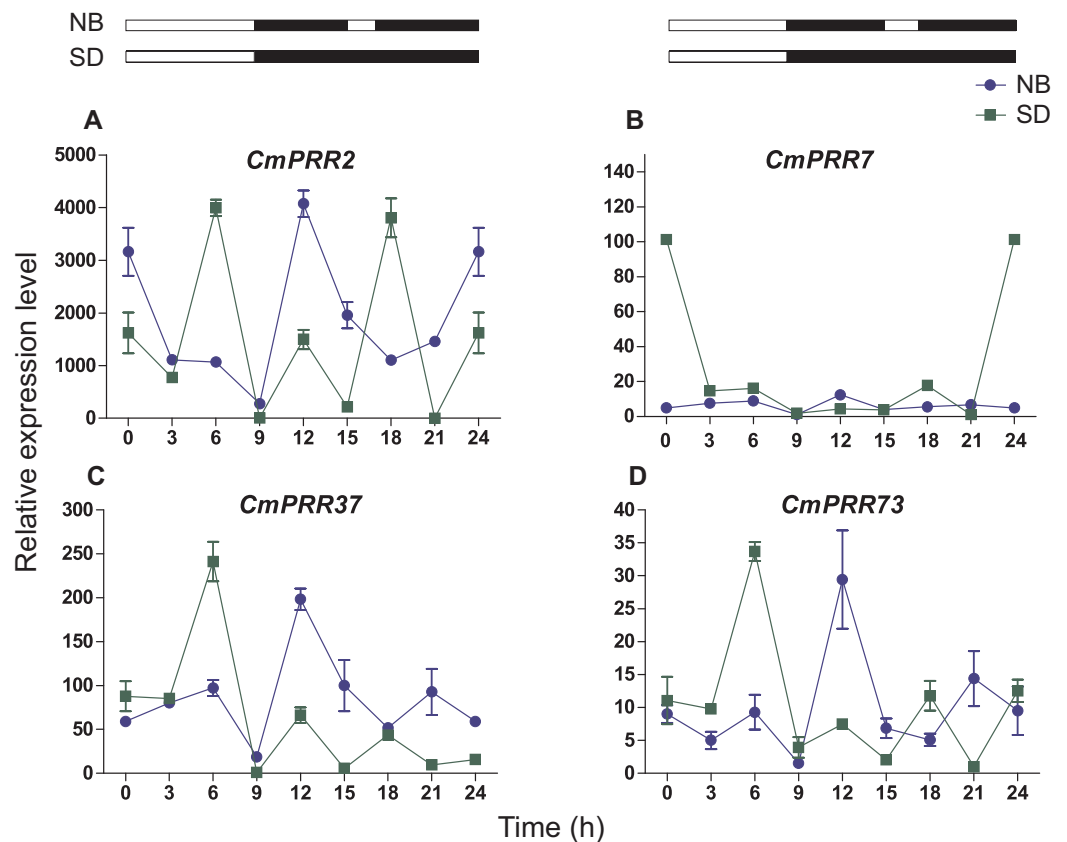 NB
SD
NB
SD
A
B
CmPRR2
CmPRR7
5000
4000
3000
2000
1000
0
0 3 6 9 12 15 18 21 24
140
120
100
80
60
40
20
0
0 3 6 9 12 15 18 21 24
Relative expression level
C
D
CmPRR37
CmPRR73
300
250
200
150
100
50
0
0 3 6 9 12 15 18 21 24
40
35
30
25
20
15
10
5
0
0 3 6 9 12 15 18 21 24
Time (h)